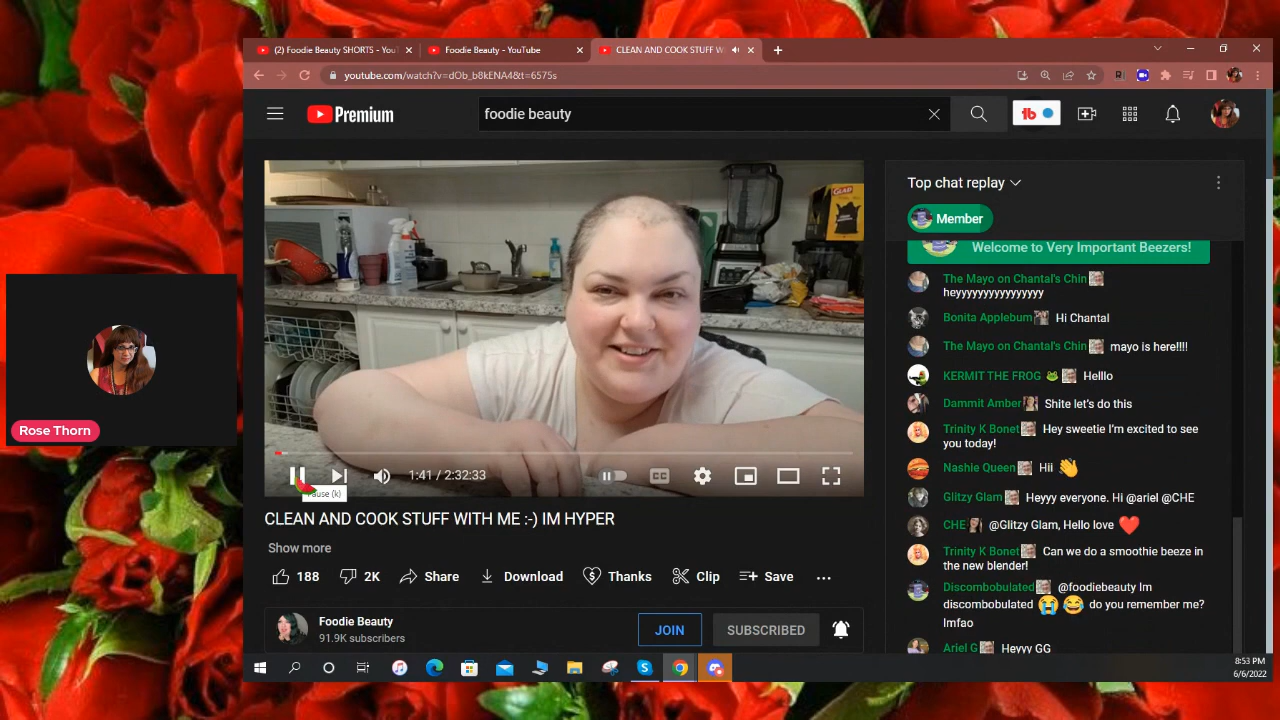 (2) Foodie Beauty SHORTS - YouT
Foodie Beauty - YouTube
CLEAN AND COOK STUFF W
youtube.com/watch?v=dOb_b8kENA4&t=6575s
Premium
foodie beauty
GLAD
1:41 / 2:32:33
CC
Pause (k)
CLEAN AND COOK STUFF WITH ME :-) IM HYPER
Show more
188
2K
Share
Download
Thanks
Clip
Save
Foodie Beauty
91.9K subscribers
JOIN
SUBSCRIBED
Top chat replay
Member
Welcome to Very Important Beezers!
The Mayo on Chantal's Chin
heyyyyyyyyyyyyyyy
Bonita Applebum Hi Chantal
The Mayo on Chantal's Chin mayo is here!!!!
KERMIT THE FROG 🐸 Helllo
Dammit Amber Shite let's do this
Trinity K Bonet Hey sweetie I'm excited to see
you today!
Nashie Queen Hii 👋
Glitzy Glam Heyyy everyone. Hi @ariel @CHE
CHE @Glitzy Glam, Hello love ❤️
Trinity K Bonet Can we do a smoothie beeze in
the new blender!
Discombobulated @foodiebeauty Im
discombobulated 😭 😂 do you remember me?
lmfao
Ariel G Heyyy GG
Rose Thorn
8:53 PM
6/6/2022